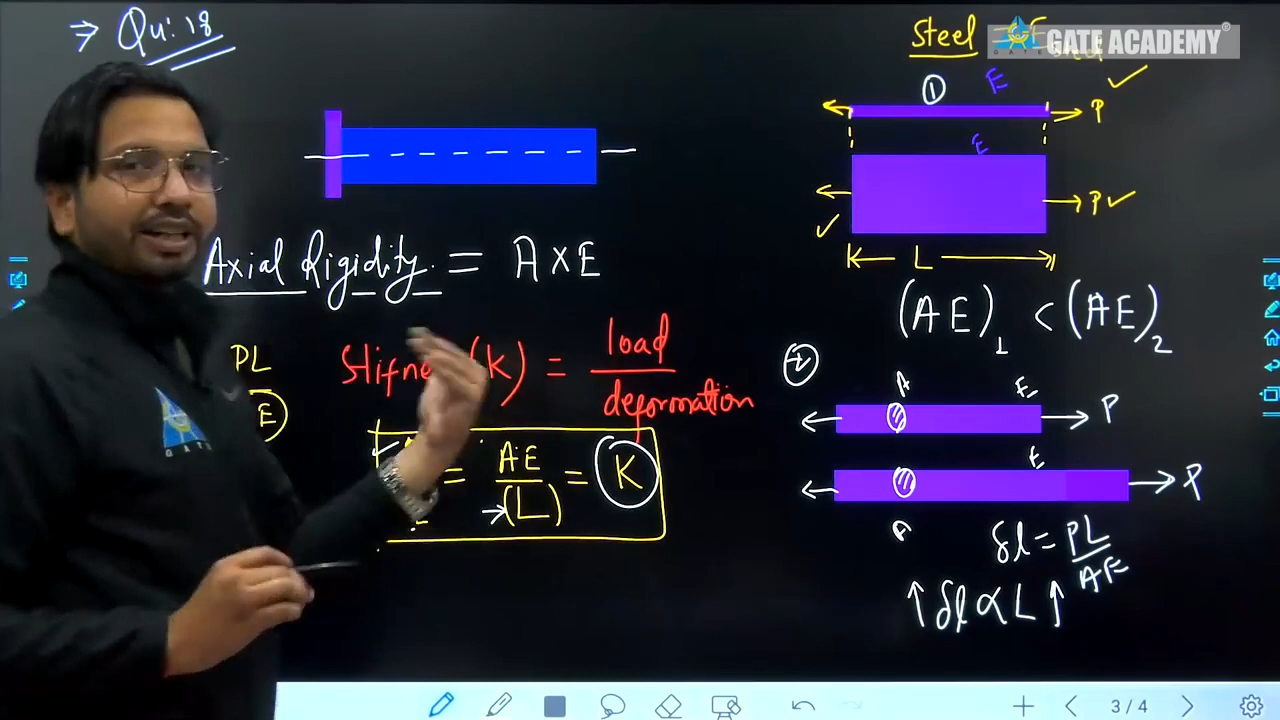 ⇒ Qu: 18
Steel
GATE ACADEMY®
① E
P ✓
E
P ✓
L
Axial Rigidity = A×E
(AE)₁ < (AE)₂
PL
E
(K) = load / deformation
= AE / (L) = K
②
A E P
E P
A
δl = PL / AE
↑ δl ∝ L ↑
GATE
3 / 4